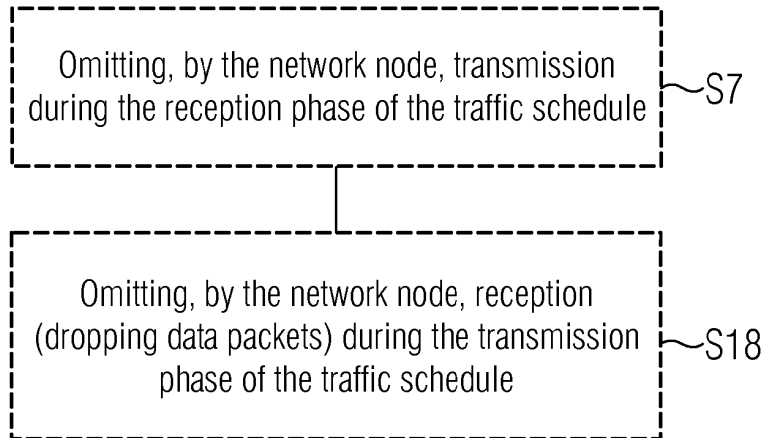 Omitting, by the network node, transmission
during the reception phase of the traffic schedule
S7
Omitting, by the network node, reception
(dropping data packets) during the transmission
phase of the traffic schedule
S18